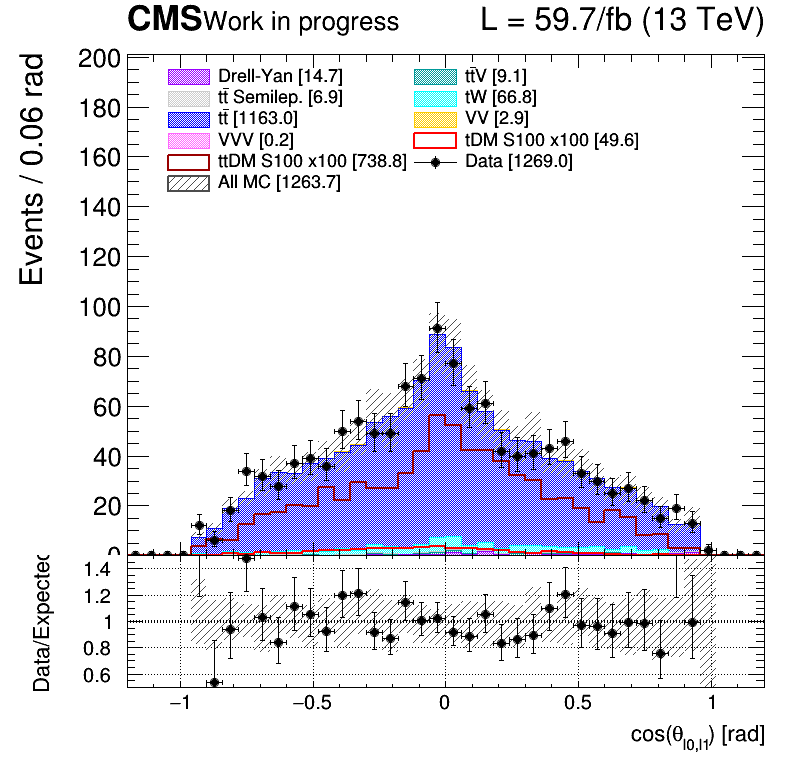 CMS Work in progress L = 59.7/fb (13 TeV)
Events / 0.06 rad
200
180
160
140
120
100
80
60
40
20
0
Drell-Yan [14.7] tt̄V [9.1]
tt̄ Semilep. [6.9] tW [66.8]
tt̄ [1163.0] VV [2.9]
VVV [0.2] tDM S100 x100 [49.6]
ttDM S100 x100 [738.8] Data [1269.0]
All MC [1263.7]
Data/Expected
1.4
1.2
1
0.8
0.6
−1 −0.5 0 0.5 1
cos(θl0,l1) [rad]